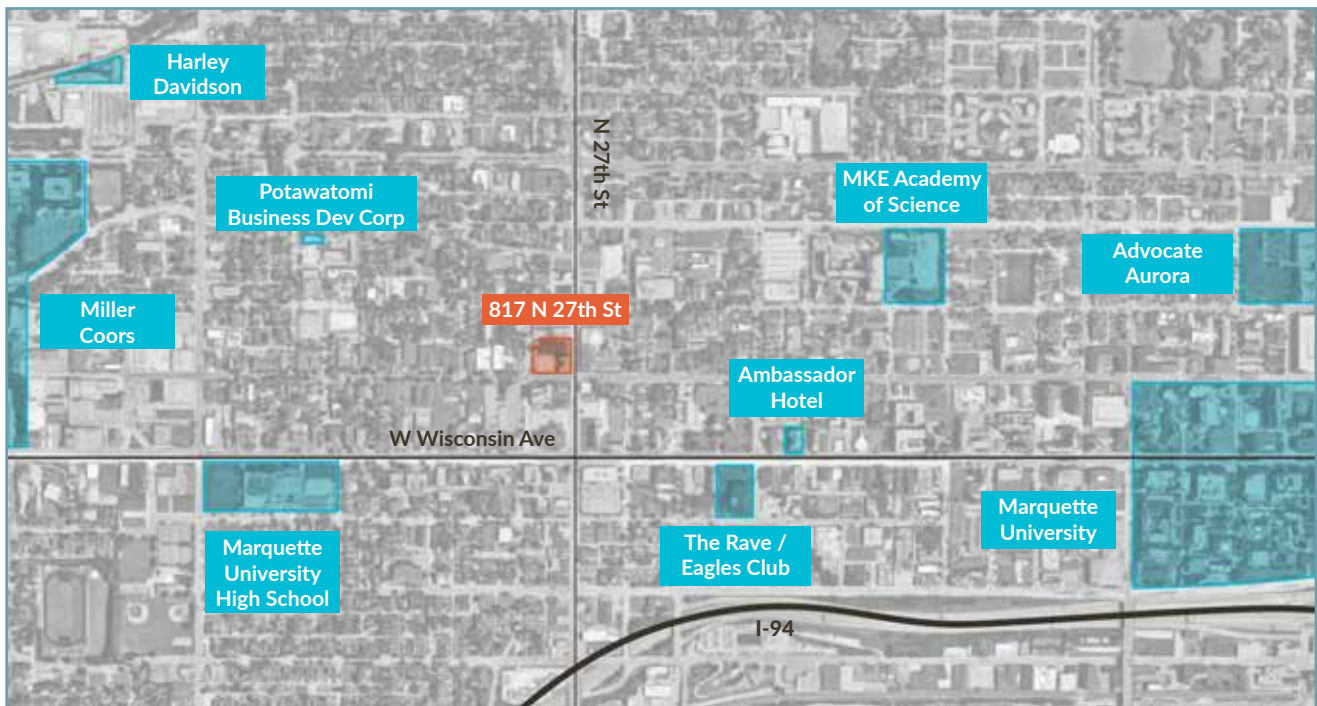 Harley
Davidson
N 27th St
Potawatomi
Business Dev Corp
MKE Academy
of Science
Advocate
Aurora
Miller
Coors
817 N 27th St
Ambassador
Hotel
W Wisconsin Ave
Marquette
University
High School
The Rave /
Eagles Club
Marquette
University
I-94